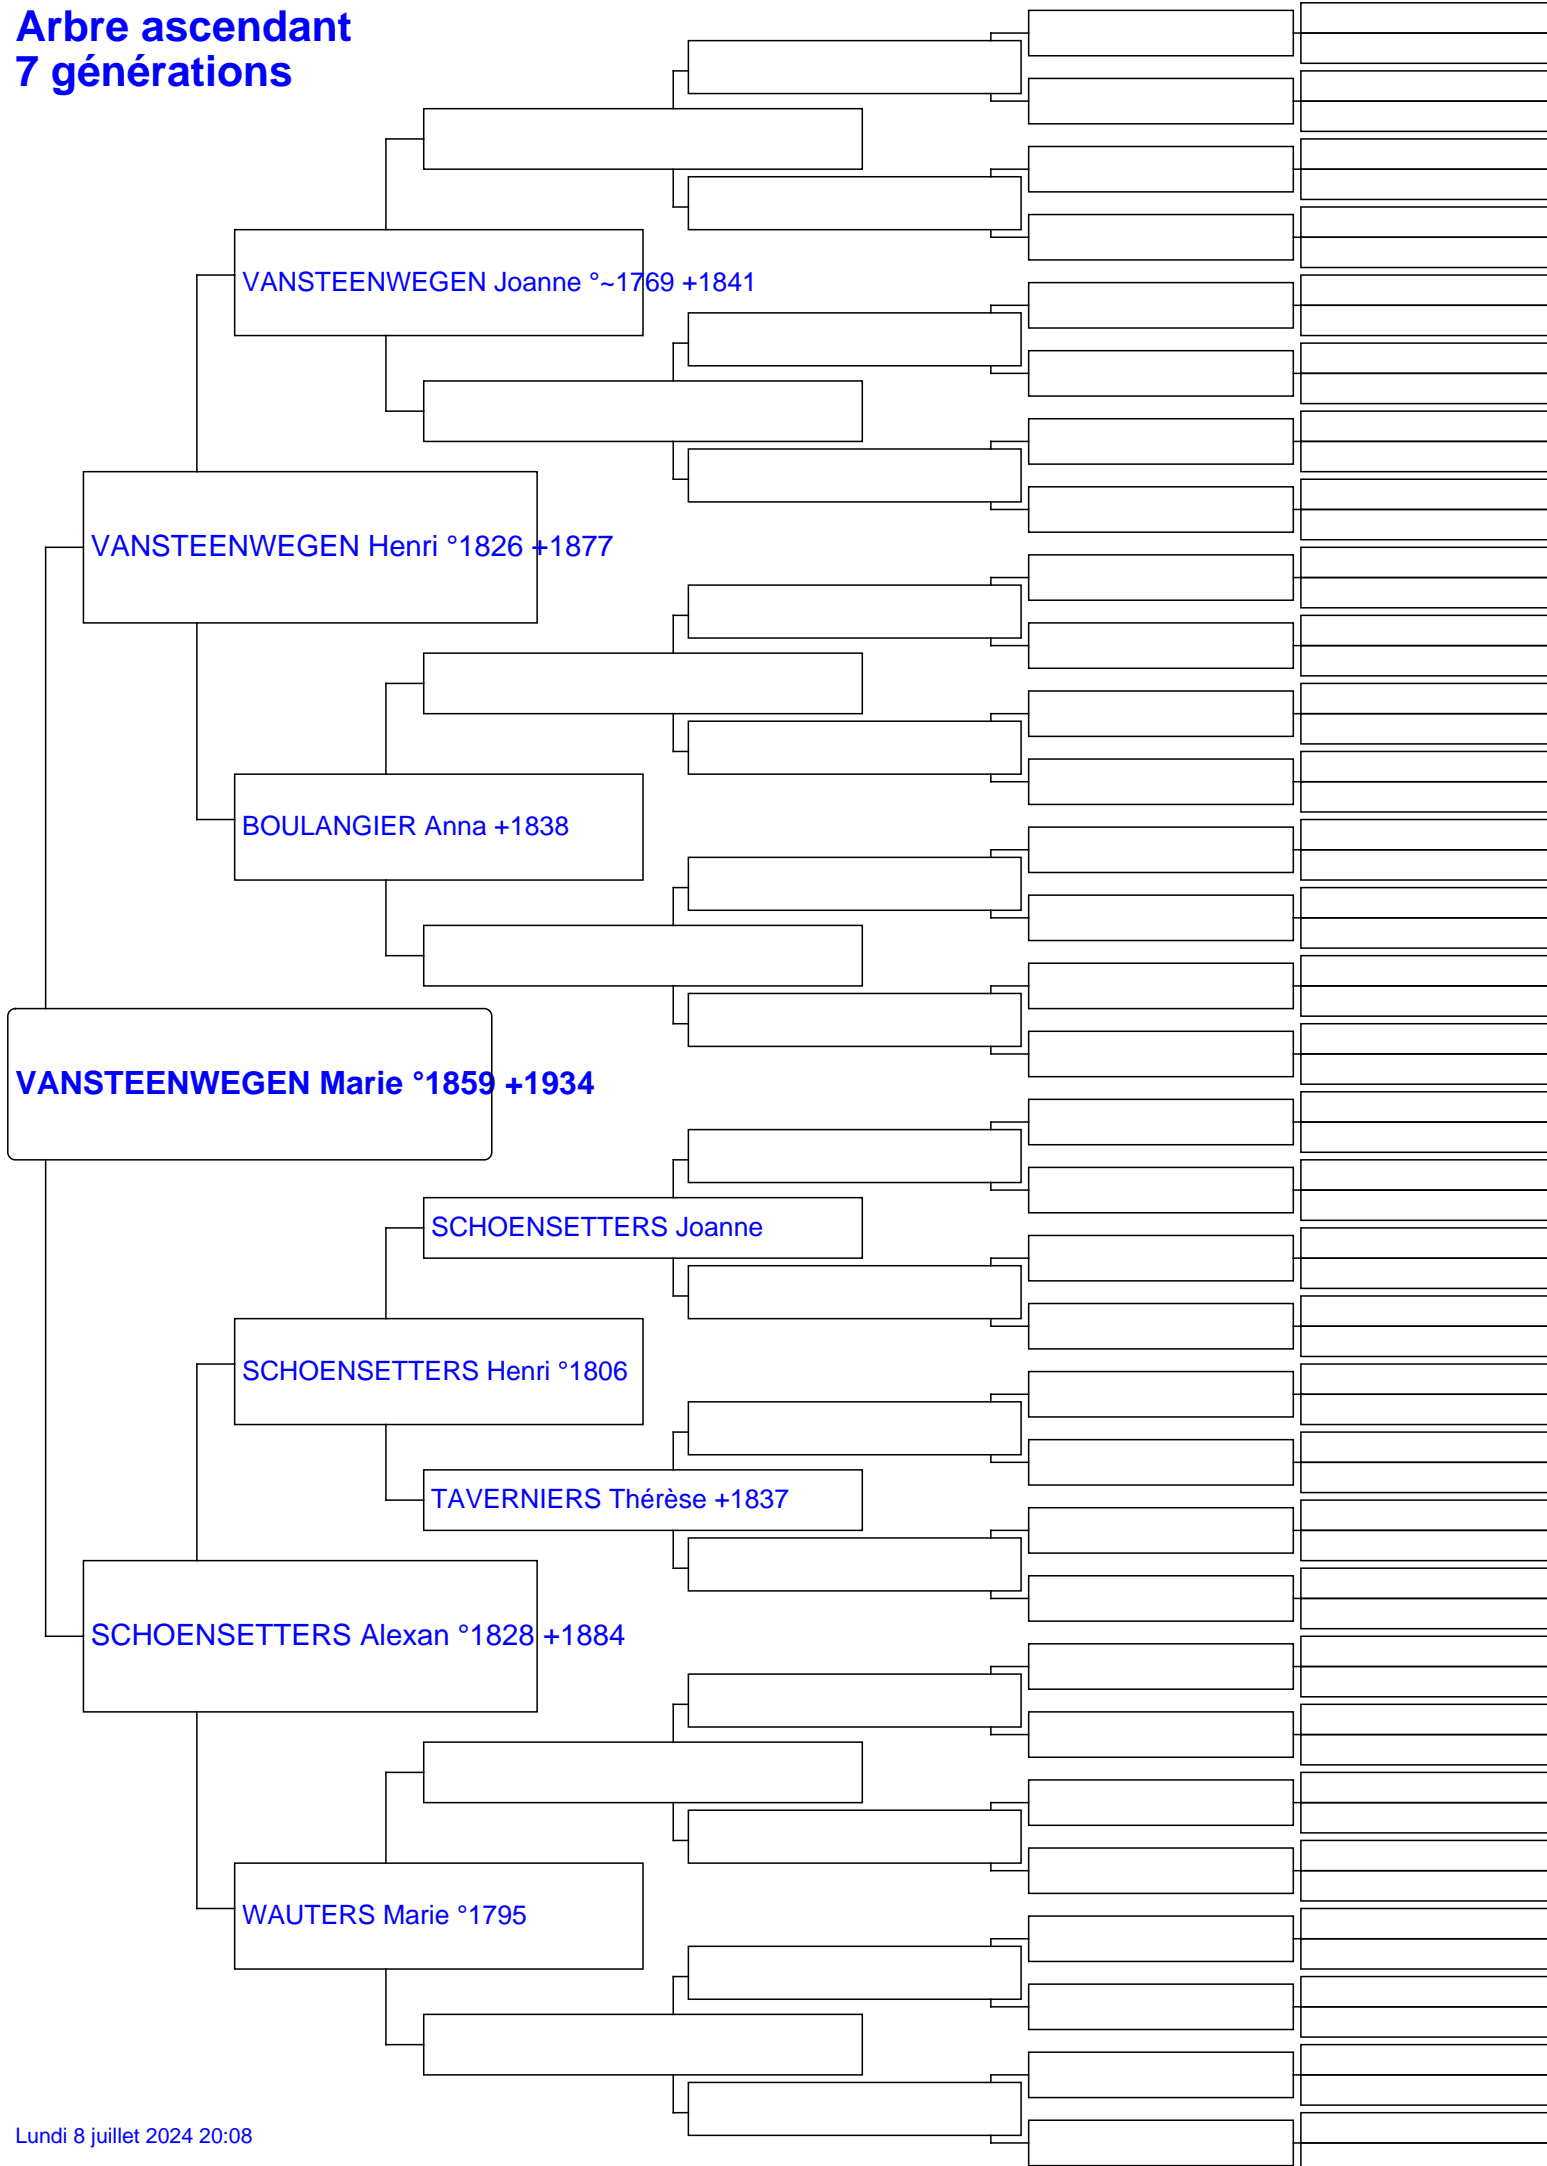 Arbre ascendant
7 générations
VANSTEENWEGEN Joanne °~1769 +1841
VANSTEENWEGEN Henri °1826 +1877
BOULANGIER Anna +1838
VANSTEENWEGEN Marie °1859 +1934
SCHOENSETTERS Joanne
SCHOENSETTERS Henri °1806
TAVERNIERS Thérèse +1837
SCHOENSETTERS Alexan °1828 +1884
WAUTERS Marie °1795
Lundi 8 juillet 2024 20:08